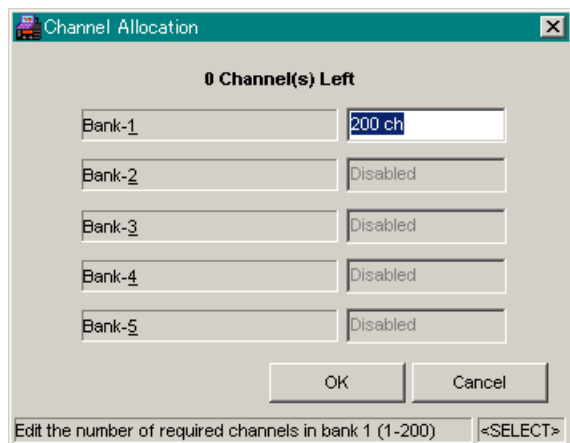 Channel Allocation
0 Channel(s) Left
Bank-1 200 ch
Bank-2 Disabled
Bank-3 Disabled
Bank-4 Disabled
Bank-5 Disabled
OK Cancel
Edit the number of required channels in bank 1 (1-200) <SELECT>